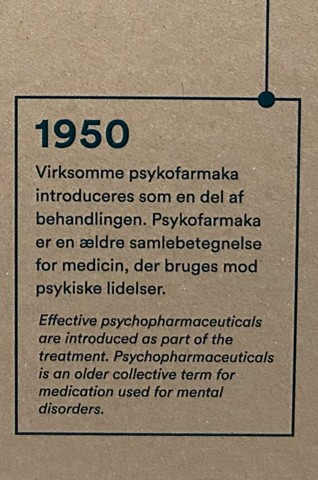 1950
Virksomme psykofarmaka
introduceres som en del af
behandlingen. Psykofarmaka
er en ældre samlebetegnelse
for medicin, der bruges mod
psykiske lidelser.
Effective psychopharmaceuticals
are introduced as part of the
treatment. Psychopharmaceuticals
is an older collective term for
medication used for mental
disorders.